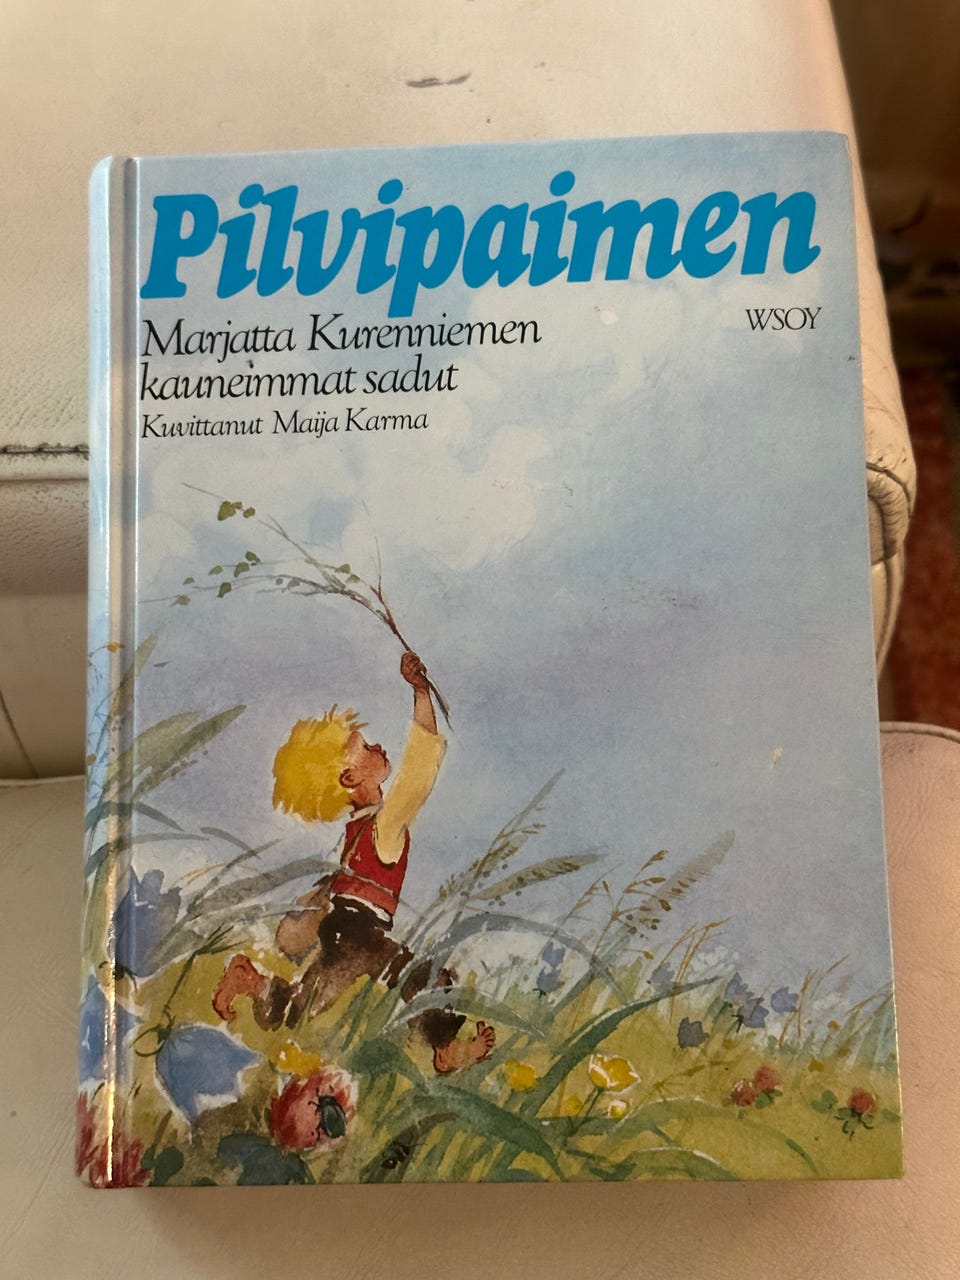 Pilvipaimen
WSOY
Marjatta Kurenniemen
kauneimmat sadut
Kuvittanut Maija Karma